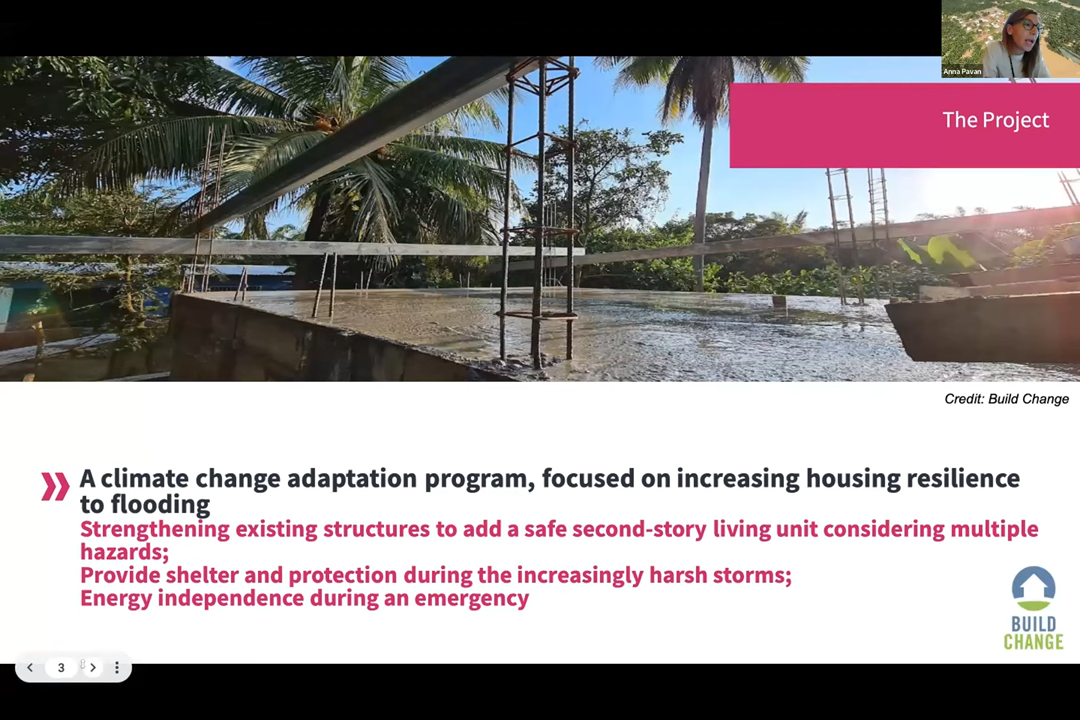 Anna Pavan
The Project
Credit: Build Change
A climate change adaptation program, focused on increasing housing resilience
to flooding
Strengthening existing structures to add a safe second-story living unit considering multiple
hazards;
Provide shelter and protection during the increasingly harsh storms;
Energy independence during an emergency
BUILD
CHANGE
3